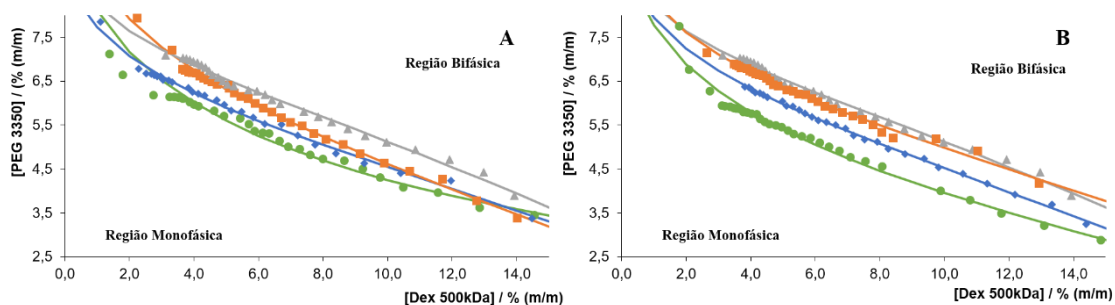 A
Região Bifásica
[PEG 3350] / (% (m/m)
7,5
6,5
5,5
4,5
3,5
2,5
Região Monofásica
0,0 2,0 4,0 6,0 8,0 10,0 12,0 14,0
[Dex 500kDa] / % (m/m)
B
Região Bifásica
[PEG 3350] / % (m/m)
7,5
6,5
5,5
4,5
3,5
2,5
Região Monofásica
0,0 2,0 4,0 6,0 8,0 10,0 12,0 14,0
[Dex 500kDa] / % (m/m)